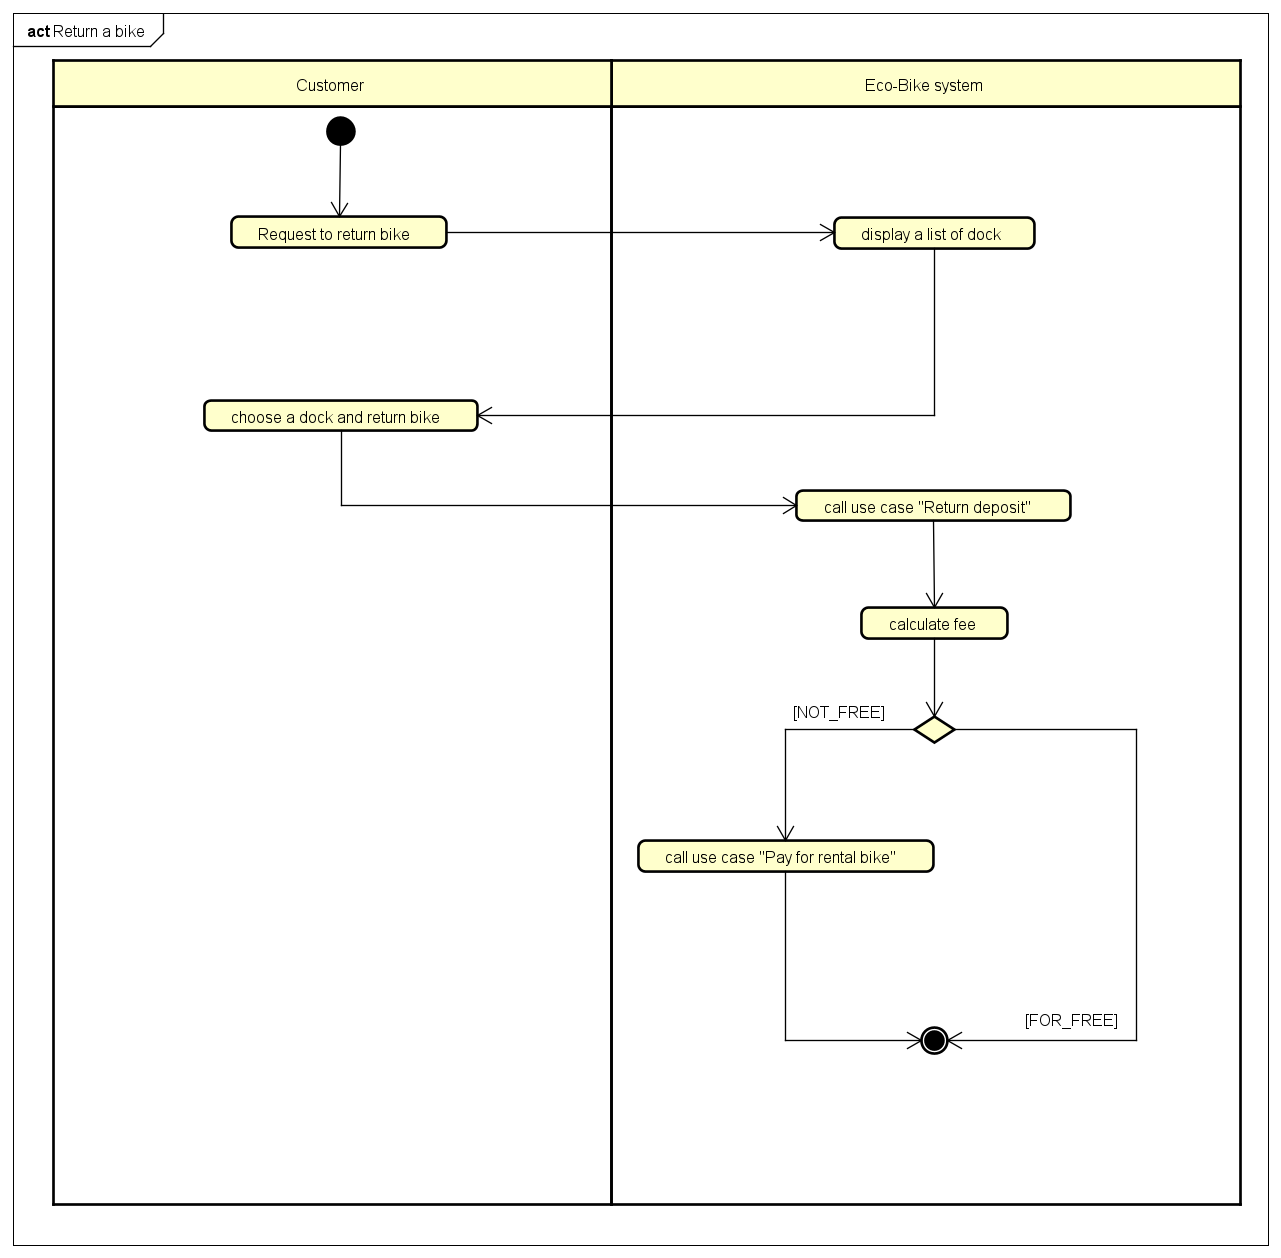 act Return a bike
Customer
Eco-Bike system
Request to return bike
display a list of dock
choose a dock and return bike
call use case "Return deposit"
calculate fee
[NOT_FREE]
call use case "Pay for rental bike"
[FOR_FREE]